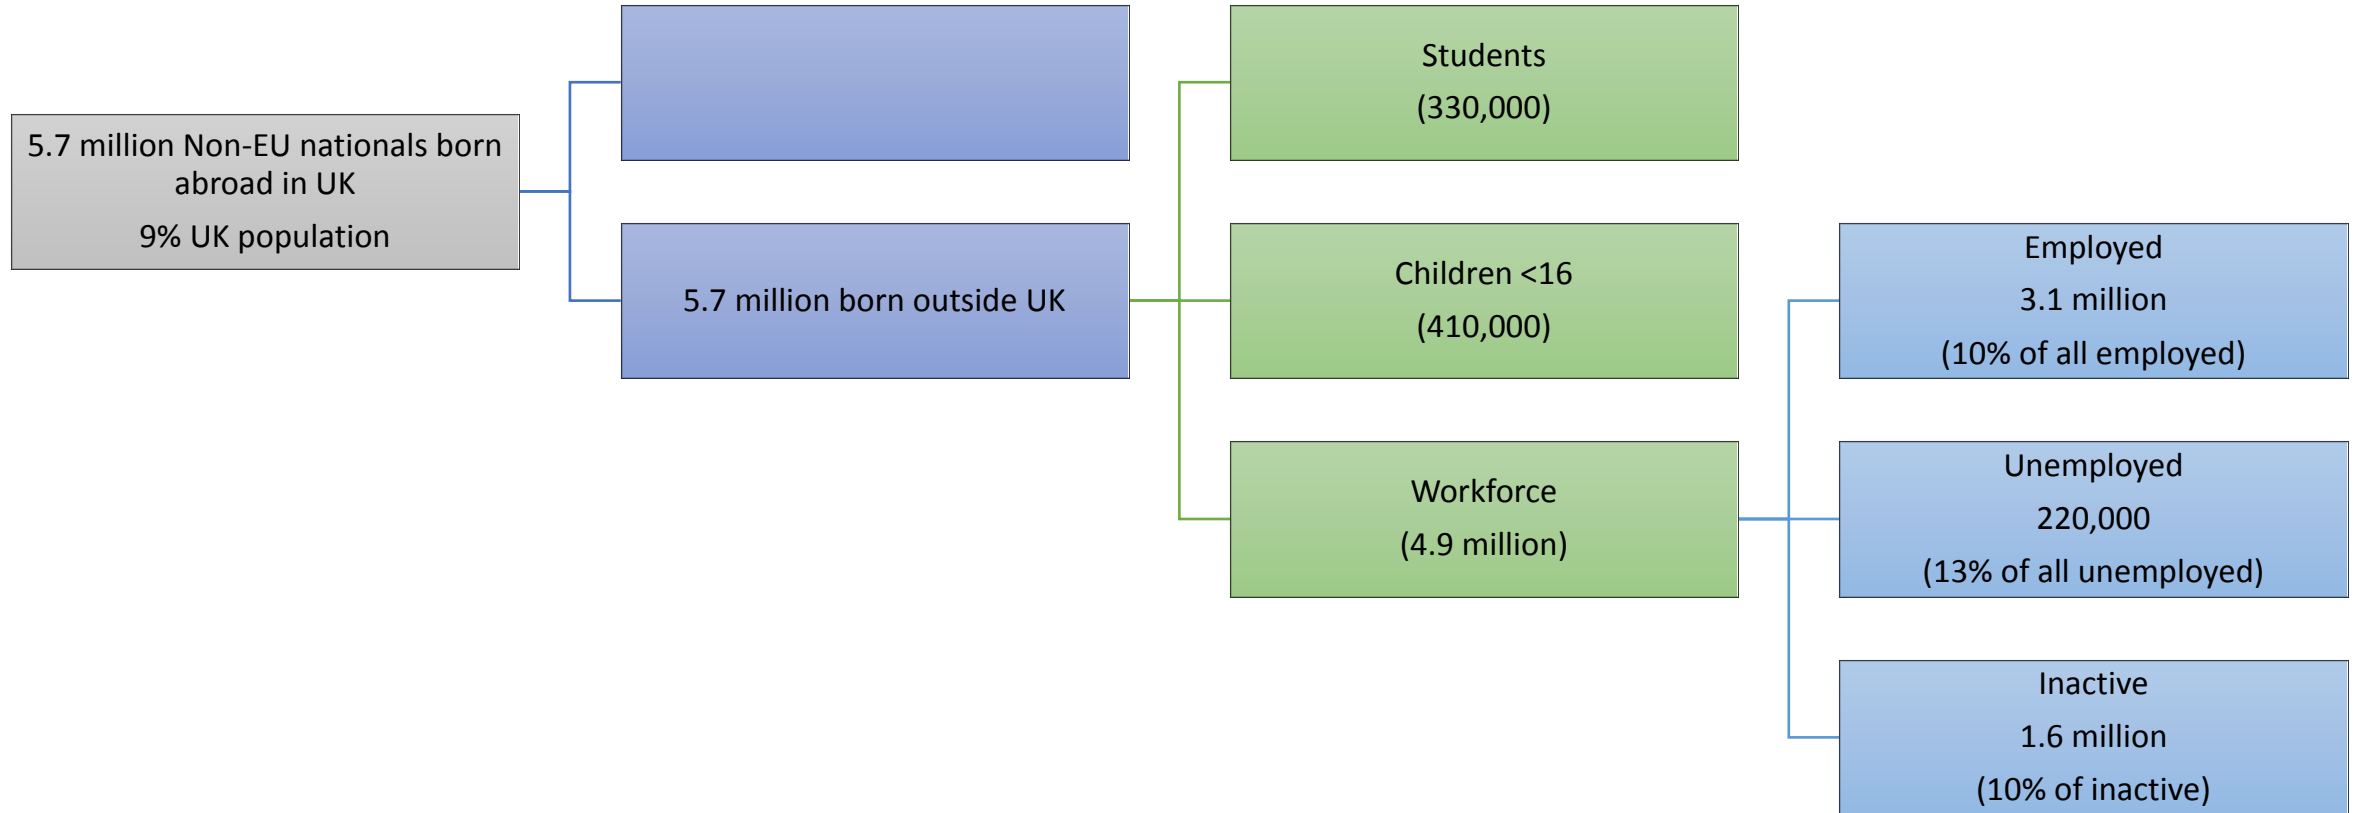 5.7 million Non-EU nationals born
abroad in UK
9% UK population
5.7 million born outside UK
Students
(330,000)
Children <16
(410,000)
Workforce
(4.9 million)
Employed
3.1 million
(10% of all employed)
Unemployed
220,000
(13% of all unemployed)
Inactive
1.6 million
(10% of inactive)